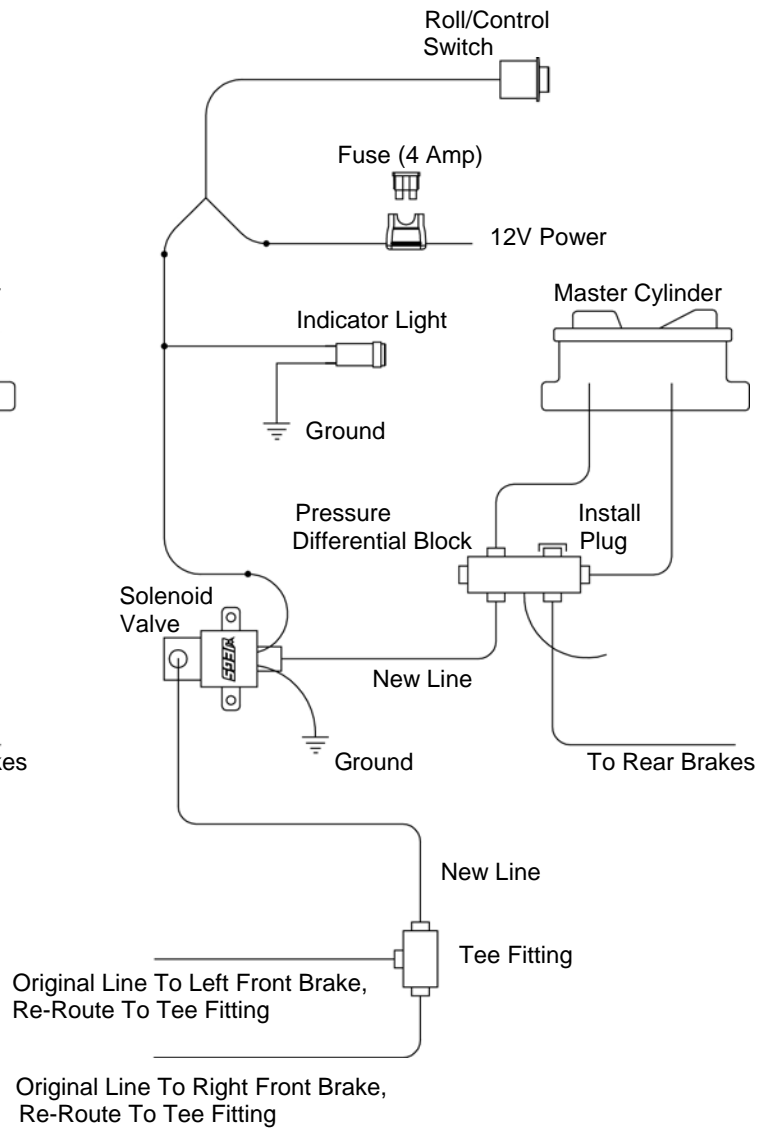 Roll/Control
Switch
Fuse (4 Amp)
12V Power
Indicator Light
Master Cylinder
Ground
Pressure
Differential Block
Install
Plug
Solenoid
Valve
JEGS
New Line
Ground
To Rear Brakes
kes
New Line
Tee Fitting
Original Line To Left Front Brake,
Re-Route To Tee Fitting
Original Line To Right Front Brake,
Re-Route To Tee Fitting